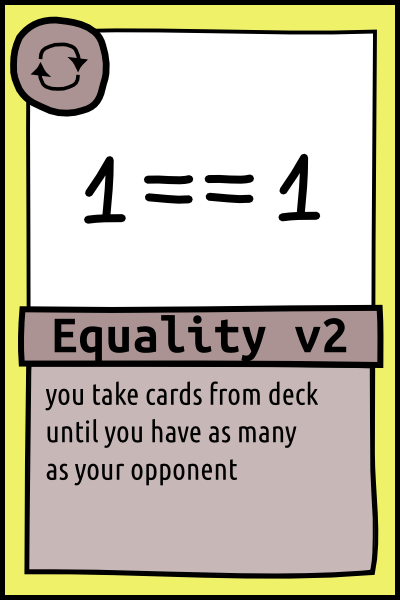 1 == 1
Equality v2
you take cards from deck
until you have as many
as your opponent